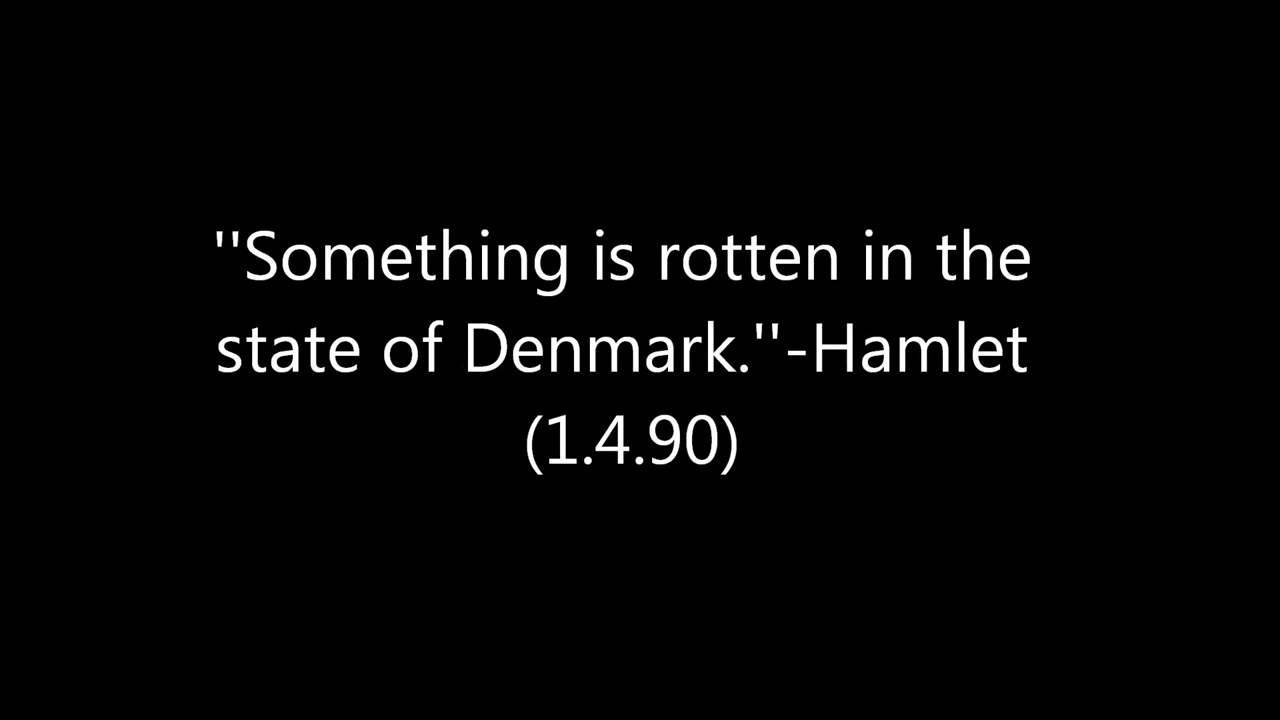 ''Something is rotten in the
state of Denmark.''-Hamlet
(1.4.90)